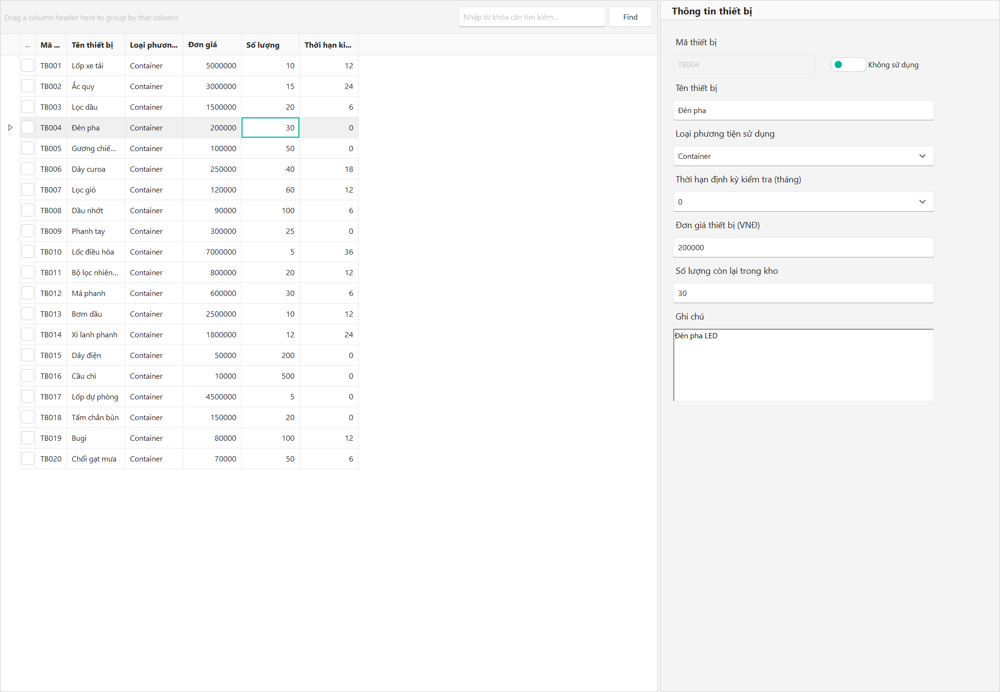 Drag a column header here to group by that column
Nhập từ khóa cần tìm kiếm...
Find
... Mã ... Tên thiết bị Loại phươn... Đơn giá Số lượng Thời hạn ki...
TB001 Lốp xe tải Container 5000000 10 12
TB002 Ắc quy Container 3000000 15 24
TB003 Lọc dầu Container 1500000 20 6
TB004 Đèn pha Container 200000 30 0
TB005 Gương chiế... Container 100000 50 0
TB006 Dây curoa Container 250000 40 18
TB007 Lọc gió Container 120000 60 12
TB008 Dầu nhớt Container 90000 100 6
TB009 Phanh tay Container 300000 25 0
TB010 Lốc điều hòa Container 7000000 5 36
TB011 Bộ lọc nhiên... Container 800000 20 12
TB012 Má phanh Container 600000 30 6
TB013 Bơm dầu Container 2500000 10 12
TB014 Xi lanh phanh Container 1800000 12 24
TB015 Dây điện Container 50000 200 0
TB016 Cầu chì Container 10000 500 0
TB017 Lốp dự phòng Container 4500000 5 0
TB018 Tấm chắn bùn Container 150000 20 0
TB019 Bugi Container 80000 100 12
TB020 Chổi gạt mưa Container 70000 50 6
Thông tin thiết bị
Mã thiết bị
TB004
Không sử dụng
Tên thiết bị
Đèn pha
Loại phương tiện sử dụng
Container
Thời hạn định kỳ kiểm tra (tháng)
0
Đơn giá thiết bị (VNĐ)
200000
Số lượng còn lại trong kho
30
Ghi chú
Đèn pha LED